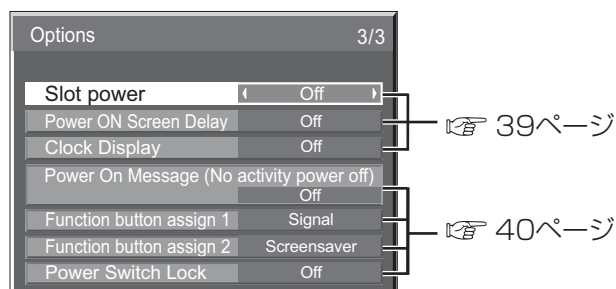 Options 3/3
Slot power Off
Power ON Screen Delay Off
Clock Display Off
☞ 39ページ
Power On Message (No activity power off)
Off
Function button assign 1 Signal
Function button assign 2 Screensaver
Power Switch Lock Off
☞ 40ページ